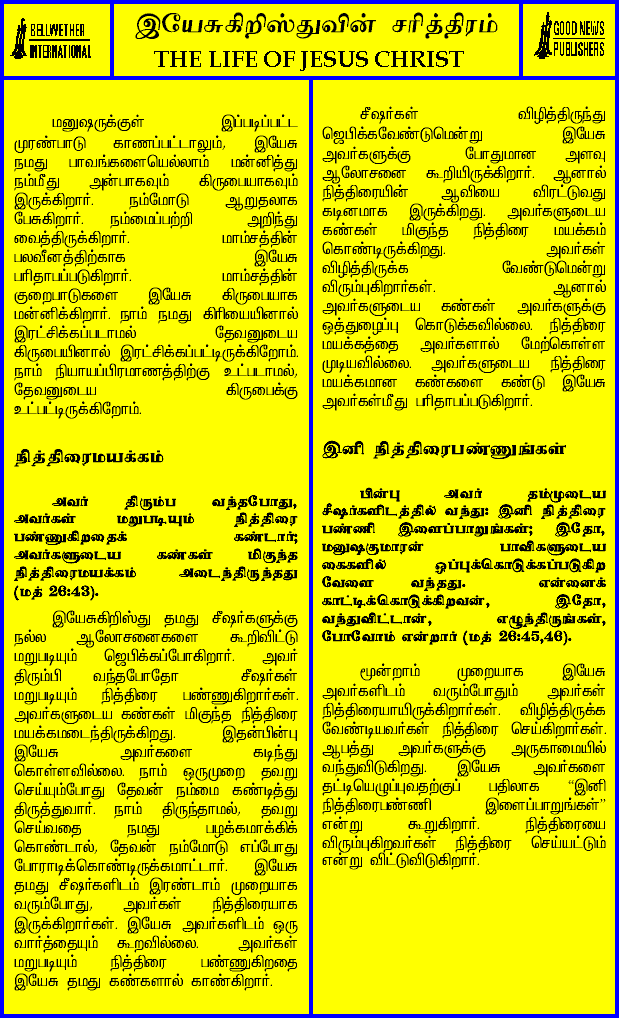 BELLWETHER
INTERNATIONAL
இயேசுகிறிஸ்துவின் சரித்திரம்
THE LIFE OF JESUS CHRIST
GOOD NEWS
PUBLISHERS
மனுஷருக்குள் இப்படிப்பட்ட
முரண்பாடு காணப்பட்டாலும், இயேசு
நமது பாவங்களையெல்லாம் மன்னித்து
நம்மீது அன்பாகவும் கிருபையாகவும்
இருக்கிறார். நம்மோடு ஆறுதலாக
பேசுகிறார். நம்மைப்பற்றி அறிந்து
வைத்திருக்கிறார். மாம்சத்தின்
பலவீனத்திற்காக இயேசு
பரிதாபப்படுகிறார். மாம்சத்தின்
குறைபாடுகளை இயேசு கிருபையாக
மன்னிக்கிறார். நாம் நமது கிரியையினால்
இரட்சிக்கப்படாமல் தேவனுடைய
கிருபையினால் இரட்சிக்கப்பட்டிருக்கிறோம்.
நாம் நியாயப்பிரமாணத்திற்கு உட்படாமல்,
தேவனுடைய கிருபைக்கு
உட்பட்டிருக்கிறோம்.
நித்திரைமயக்கம்
அவர் திரும்ப வந்தபோது,
அவர்கள் மறுபடியும் நித்திரை
பண்ணுகிறதைக் கண்டார்;
அவர்களுடைய கண்கள் மிகுந்த
நித்திரைமயக்கம் அடைந்திருந்தது
(மத் 26:43).
இயேசுகிறிஸ்து தமது சீஷர்களுக்கு
நல்ல ஆலோசனைகளை கூறிவிட்டு
மறுபடியும் ஜெபிக்கப்போகிறார். அவர்
திரும்பி வந்தபோதோ சீஷர்கள்
மறுபடியும் நித்திரை பண்ணுகிறார்கள்.
அவர்களுடைய கண்கள் மிகுந்த நித்திரை
மயக்கமடைந்திருக்கிறது. இதன்பின்பு
இயேசு அவர்களை கடிந்து
கொள்ளவில்லை. நாம் ஒருமுறை தவறு
செய்யும்போது தேவன் நம்மை கண்டித்து
திருத்துவார். நாம் திருந்தாமல், தவறு
செய்வதை நமது பழக்கமாக்கிக்
கொண்டால், தேவன் நம்மோடு எப்போது
போராடிக்கொண்டிருக்கமாட்டார். இயேசு
தமது சீஷர்களிடம் இரண்டாம் முறையாக
வரும்போது, அவர்கள் நித்திரையாக
இருக்கிறார்கள். இயேசு அவர்களிடம் ஒரு
வார்த்தையும் கூறவில்லை. அவர்கள்
மறுபடியும் நித்திரை பண்ணுகிறதை
இயேசு தமது கண்களால் காண்கிறார்.
சீஷர்கள் விழித்திருந்து
ஜெபிக்கவேண்டுமென்று இயேசு
அவர்களுக்கு போதுமான அளவு
ஆலோசனை கூறியிருக்கிறார். ஆனால்
நித்திரையின் ஆவியை விரட்டுவது
கடினமாக இருக்கிறது. அவர்களுடைய
கண்கள் மிகுந்த நித்திரை மயக்கம்
கொண்டிருக்கிறது. அவர்கள்
விழித்திருக்க வேண்டுமென்று
விரும்புகிறார்கள். ஆனால்
அவர்களுடைய கண்கள் அவர்களுக்கு
ஒத்துழைப்பு கொடுக்கவில்லை. நித்திரை
மயக்கத்தை அவர்களால் மேற்கொள்ள
முடியவில்லை. அவர்களுடைய நித்திரை
மயக்கமான கண்களை கண்டு இயேசு
அவர்கள்மீது பரிதாபப்படுகிறார்.
இனி நித்திரைபண்ணுங்கள்
பின்பு அவர் தம்முடைய
சீஷர்களிடத்தில் வந்து: இனி நித்திரை
பண்ணி இளைப்பாறுங்கள்; இதோ,
மனுஷகுமாரன் பாவிகளுடைய
கைகளில் ஒப்புக்கொடுக்கப்படுகிற
வேளை வந்தது. என்னைக்
காட்டிக்கொடுக்கிறவன், இதோ,
வந்துவிட்டான், எழுந்திருங்கள்,
போவோம் என்றார் (மத் 26:45,46).
மூன்றாம் முறையாக இயேசு
அவர்களிடம் வரும்போதும் அவர்கள்
நித்திரையாயிருக்கிறார்கள். விழித்திருக்க
வேண்டியவர்கள் நித்திரை செய்கிறார்கள்.
ஆபத்து அவர்களுக்கு அருகாமையில்
வந்துவிடுகிறது. இயேசு அவர்களை
தட்டியெழுப்புவதற்குப் பதிலாக “இனி
நித்திரைபண்ணி இளைப்பாறுங்கள்”
என்று கூறுகிறார். நித்திரையை
விரும்புகிறவர்கள் நித்திரை செய்யட்டும்
என்று விட்டுவிடுகிறார்.